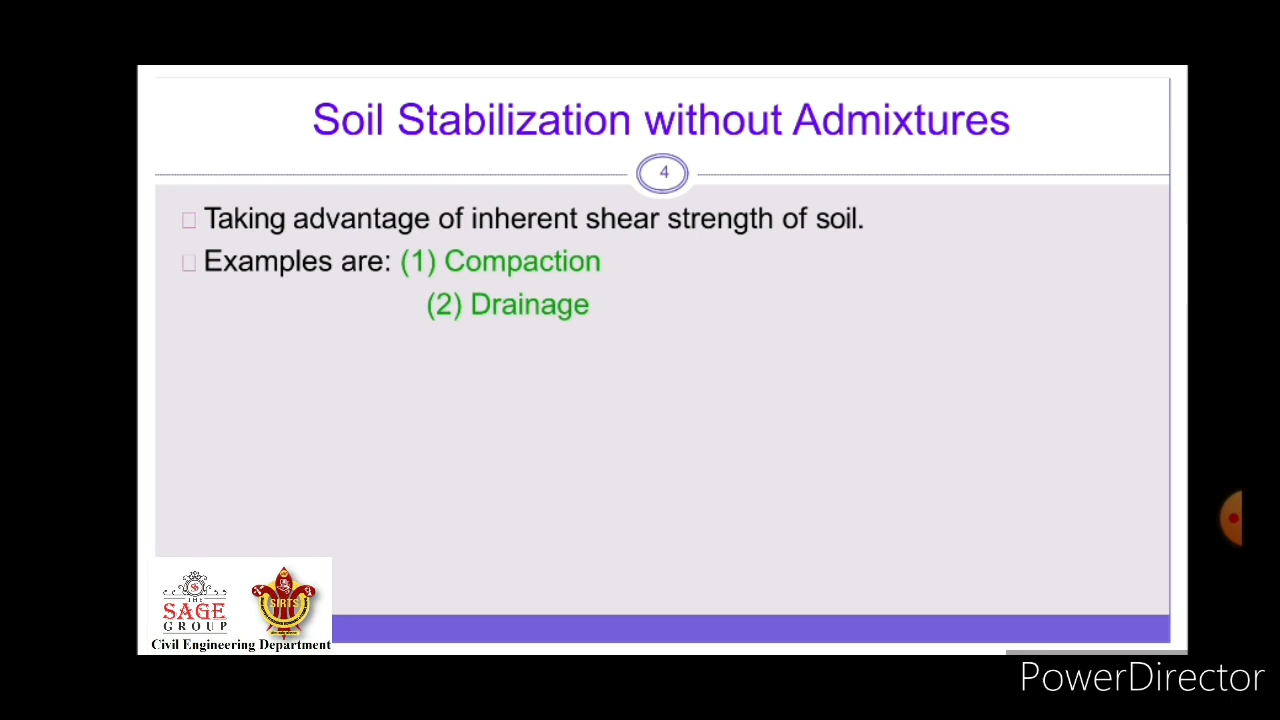 Soil Stabilization without Admixtures
4
Taking advantage of inherent shear strength of soil.
Examples are: (1) Compaction
(2) Drainage
THE
SAGE
GROUP
SIRTS
Civil Engineering Department
PowerDirector